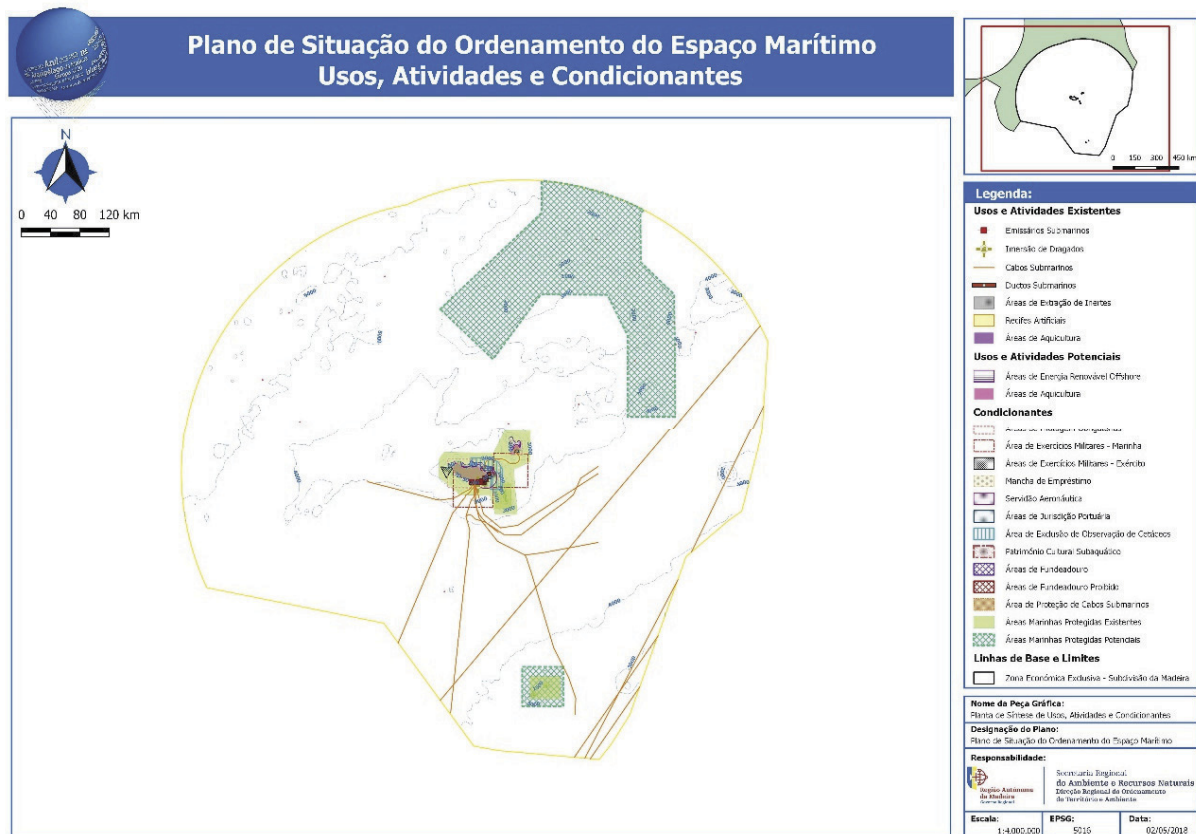 Plano de Situação do Ordenamento do Espaço Marítimo
Usos, Atividades e Condicionantes
N
0 40 80 120 km
0 150 300 450 km
Legenda:
Usos e Atividades Existentes
Emissários Submarinos
Imersão de Dragados
Cabos Submarinos
Ductos Submarinos
Áreas de Extração de Inertes
Recifes Artificiais
Áreas de Aquicultura
Usos e Atividades Potenciais
Áreas de Energia Renovável Offshore
Áreas de Aquicultura
Condicionantes
Área de Exercícios Militares - Marinha
Áreas de Exercícios Militares - Exército
Mancha de Empréstimo
Servidão Aeronáutica
Áreas de Jurisdição Portuária
Área de Exclusão de Observação de Cetáceos
Património Cultural Subaquático
Áreas de Fundeadouro
Áreas de Fundeadouro Proibido
Área de Proteção de Cabos Submarinos
Áreas Marinhas Protegidas Existentes
Áreas Marinhas Protegidas Potenciais
Linhas de Base e Limites
Zona Económica Exclusiva - Subdivisão da Madeira
Nome da Peça Gráfica:
Planta de Síntese de Usos, Atividades e Condicionantes
Designação do Plano:
Plano de Situação do Ordenamento do Espaço Marítimo
Responsabilidade:
Região Autónoma
da Madeira
Governo Regional
Secretaria Regional
do Ambiente e Recursos Naturais
Direção Regional do Ordenamento
do Território e Ambiente
Escala: EPSG: Data:
1:4.000.000 5016 02/05/2018